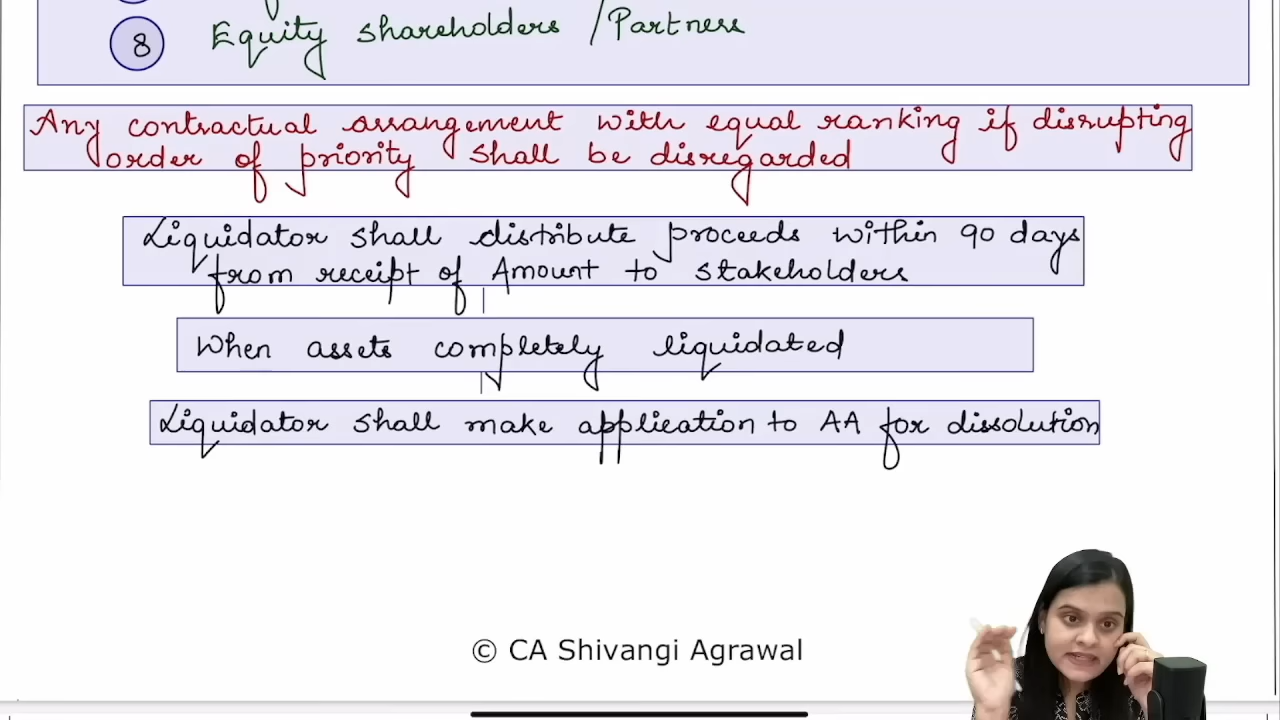 8 Equity shareholders / Partners
Any contractual arrangement with equal ranking if disrupting
order of priority shall be disregarded
Liquidator shall distribute proceeds within 90 days
from receipt of Amount to stakeholders
When assets completely liquidated
Liquidator shall make application to AA for dissolution
© CA Shivangi Agrawal